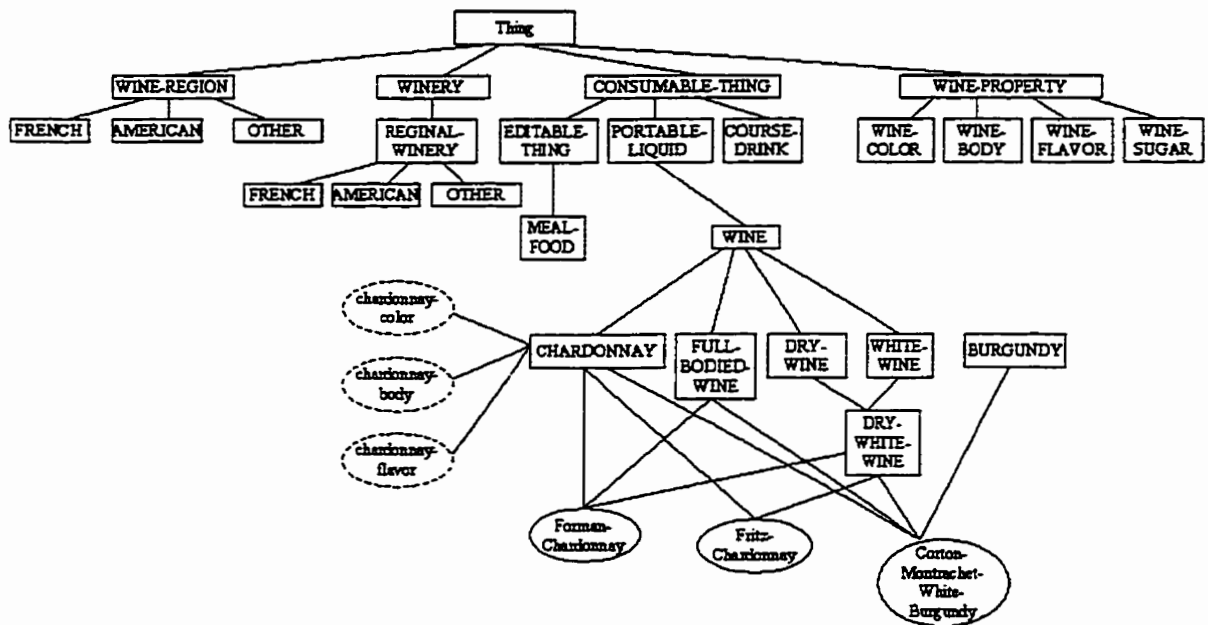 Thing
WINE-REGION
WINERY
CONSUMABLE-THING
WINE-PROPERTY
FRENCH
AMERICAN
OTHER
REGINAL-
WINERY
EDITABLE-
THING
PORTABLE-
LIQUID
COURSE-
DRINK
WINE-
COLOR
WINE-
BODY
WINE-
FLAVOR
WINE-
SUGAR
FRENCH
AMERICAN
OTHER
MEAL-
FOOD
WINE
chardonnay-
color
chardonnay-
body
chardonnay-
flavor
CHARDONNAY
FULL-
BODIED-
WINE
DRY-
WINE
WHITE-
WINE
BURGUNDY
DRY-
WHITE-
WINE
Forman-
Chardonnay
Fritz-
Chardonnay
Corton-
Montrachet-
White-
Burgundy